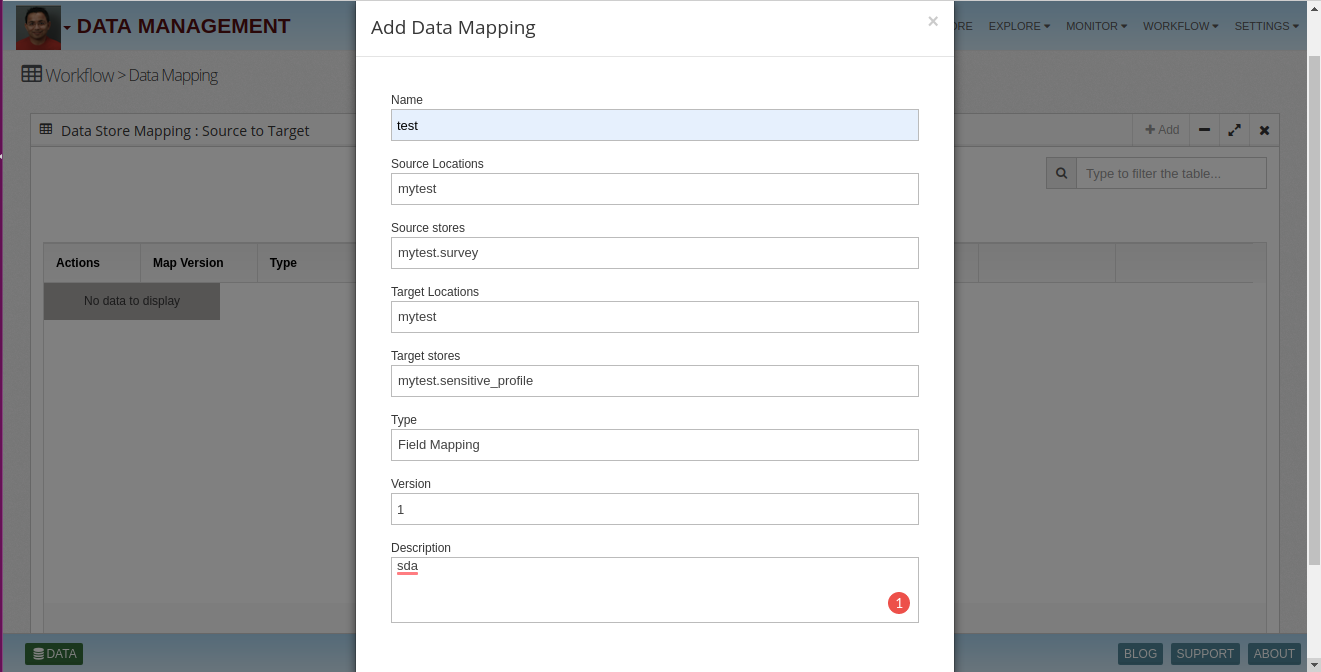 DATA MANAGEMENT
EXPLORE
MONITOR
WORKFLOW
SETTINGS
Workflow > Data Mapping
Data Store Mapping : Source to Target
Add
Type to filter the table...
Actions
Map Version
Type
No data to display
Add Data Mapping
×
Name
test
Source Locations
mytest
Source stores
mytest.survey
Target Locations
mytest
Target stores
mytest.sensitive_profile
Type
Field Mapping
Version
1
Description
sda
1
DATA
BLOG
SUPPORT
ABOUT